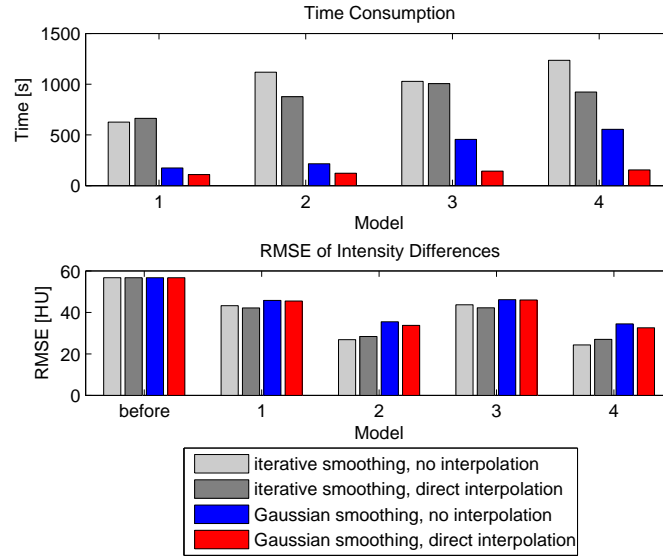 Time Consumption
1500
1000
500
0
Time [s]
1 2 3 4
Model
RMSE of Intensity Differences
60
40
20
0
RMSE [HU]
before 1 2 3 4
Model
iterative smoothing, no interpolation
iterative smoothing, direct interpolation
Gaussian smoothing, no interpolation
Gaussian smoothing, direct interpolation